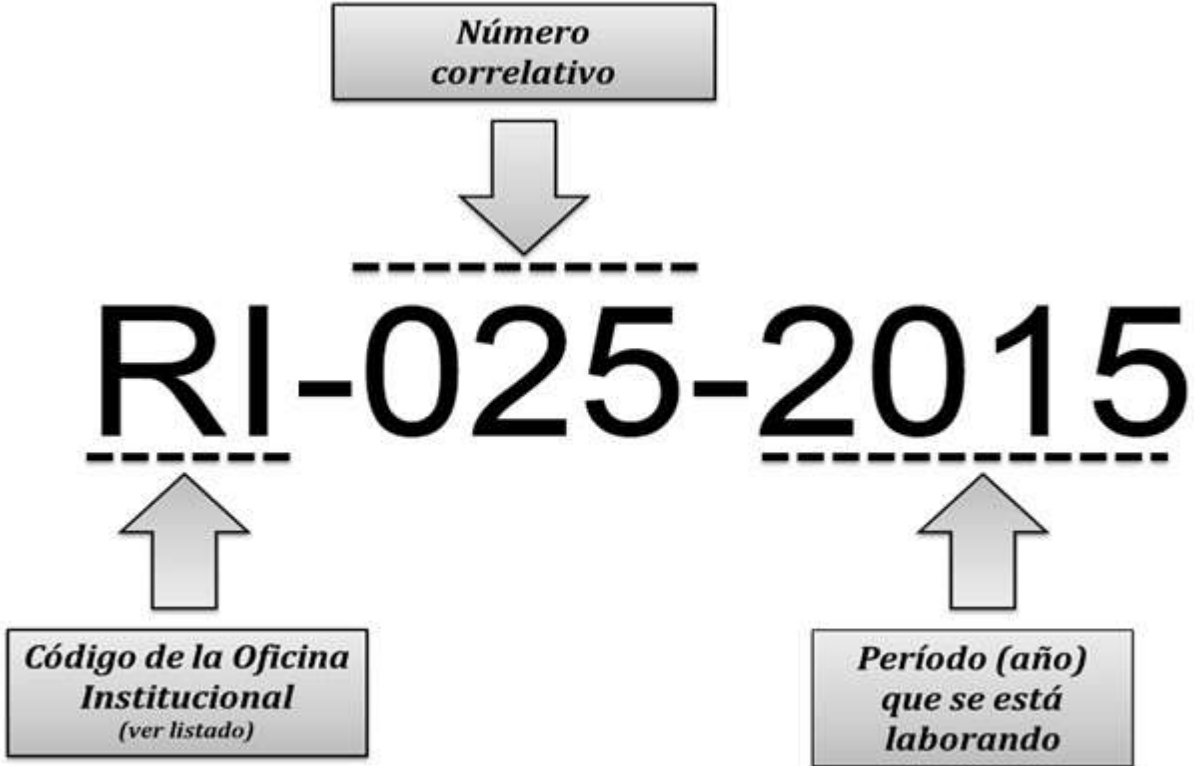 Número
correlativo
RI-025-2015
Código de la Oficina
Institucional
(ver listado)
Período (año)
que se está
laborando